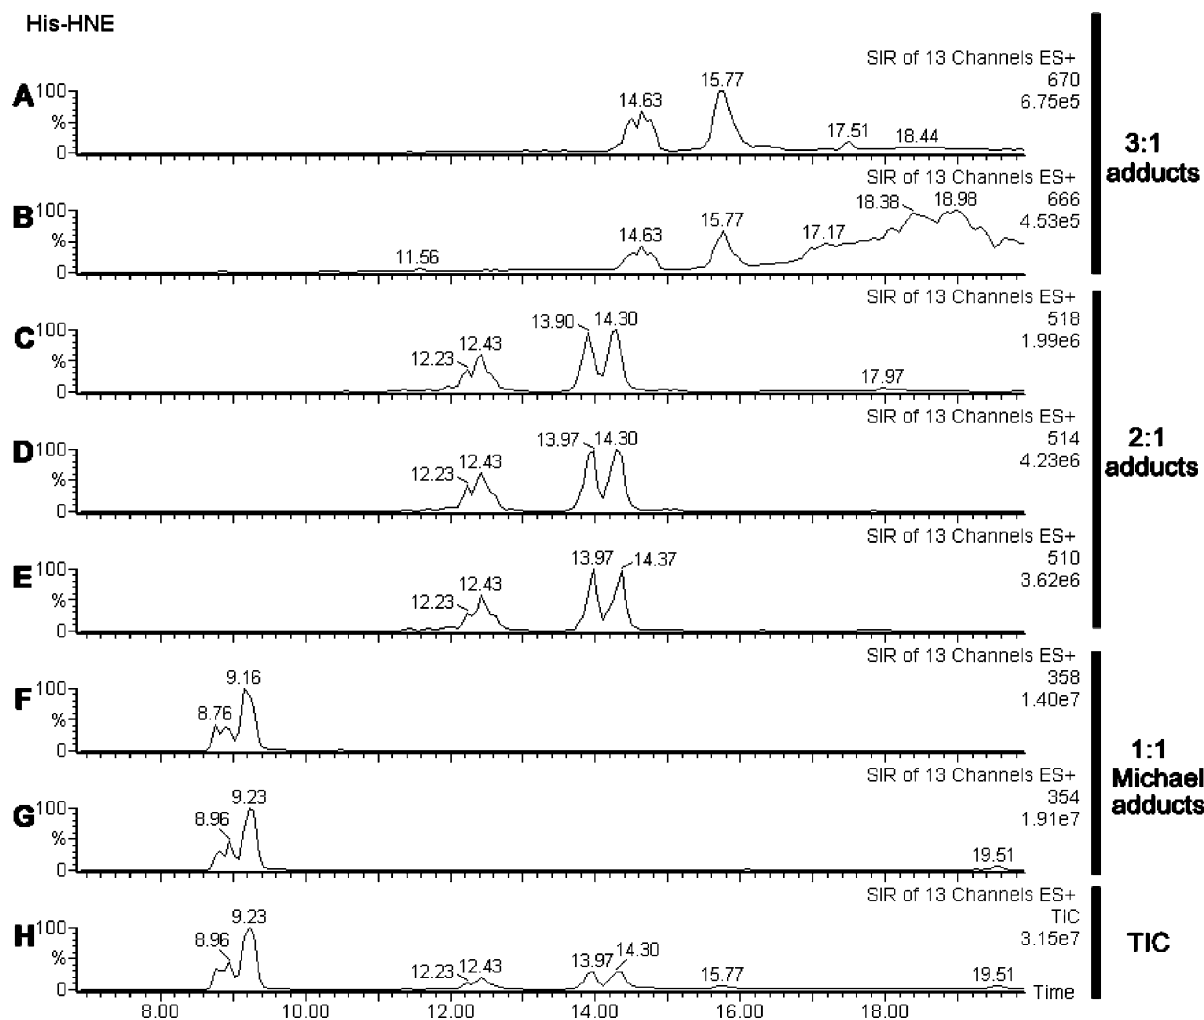 His-HNE
SIR of 13 Channels ES+
670
6.75e5
A
100
%
0
14.63
15.77
17.51
18.44
3:1
adducts
SIR of 13 Channels ES+
666
4.53e5
B
100
%
0
11.56
14.63
15.77
17.17
18.38
18.98
SIR of 13 Channels ES+
518
1.99e6
C
100
%
0
12.23
12.43
13.90
14.30
17.97
SIR of 13 Channels ES+
514
4.23e6
D
100
%
0
12.23
12.43
13.97
14.30
2:1
adducts
SIR of 13 Channels ES+
510
3.62e6
E
100
%
0
12.23
12.43
13.97
14.37
SIR of 13 Channels ES+
358
1.40e7
F
100
%
0
8.76
9.16
1:1
Michael
adducts
SIR of 13 Channels ES+
354
1.91e7
G
100
%
0
8.96
9.23
19.51
SIR of 13 Channels ES+
TIC
3.15e7
H
100
%
0
8.96
9.23
12.23
12.43
13.97
14.30
15.77
19.51
TIC
Time
8.00 10.00 12.00 14.00 16.00 18.00